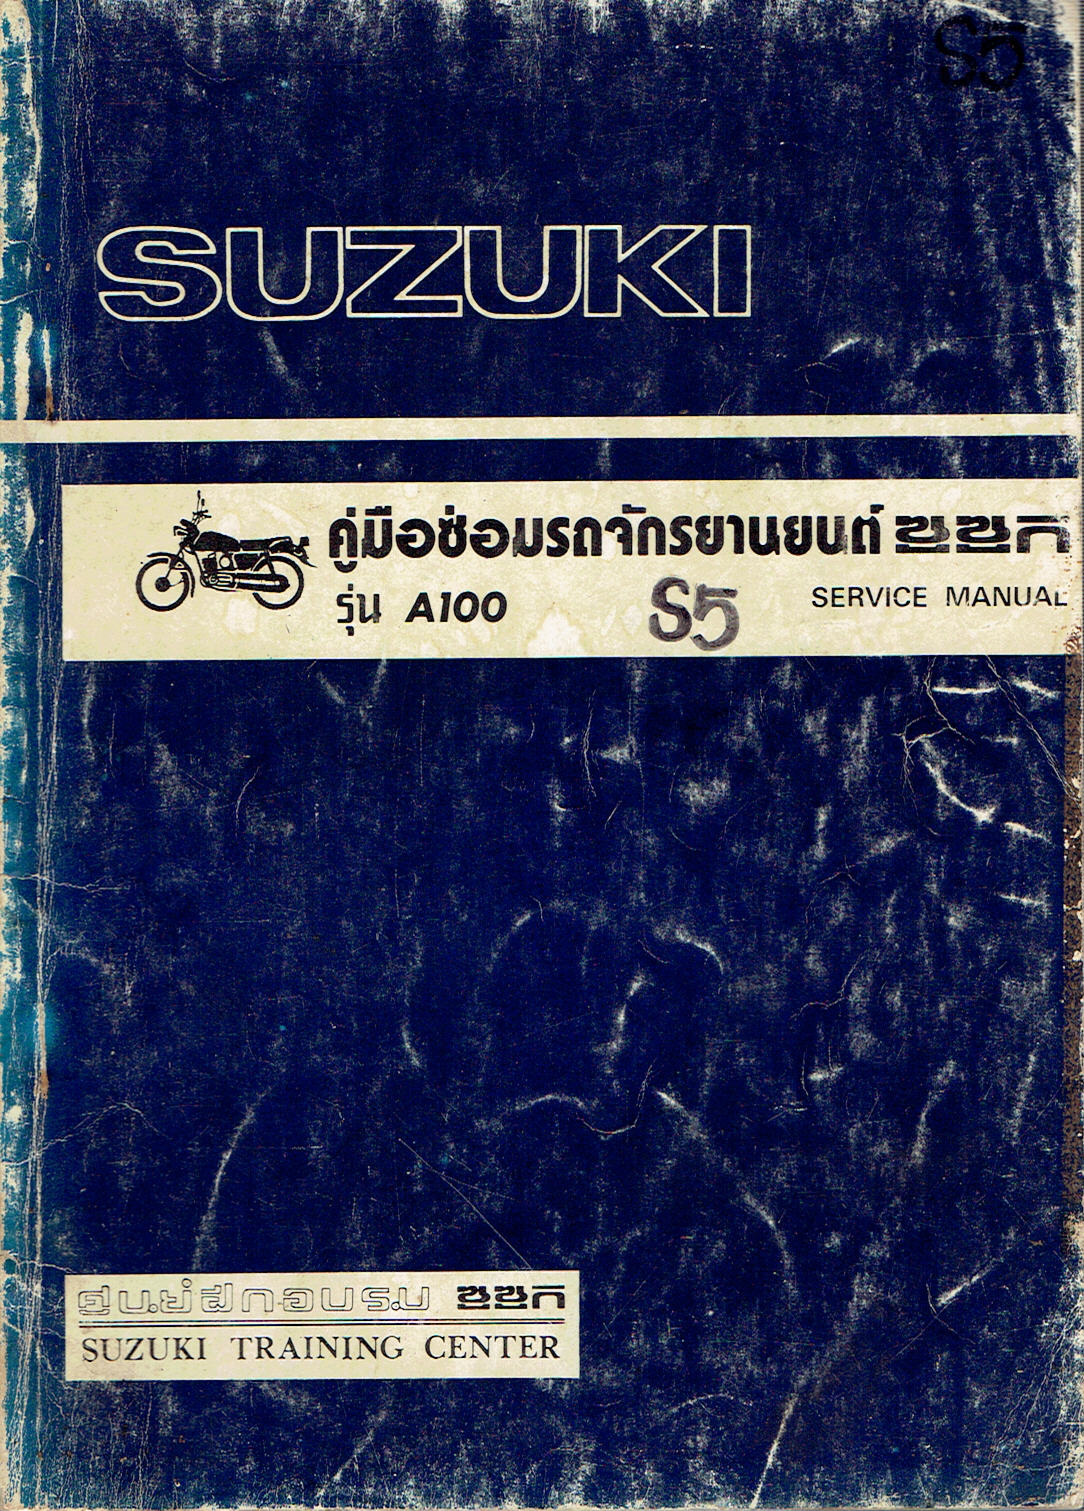 S5
SUZUKI
คู่มือซ่อมรถจักรยานยนต์ ซูซูกิ
รุ่น A100 S5 SERVICE MANUAL
ศูนย์ฝึกอบรม ซูซูกิ
SUZUKI TRAINING CENTER